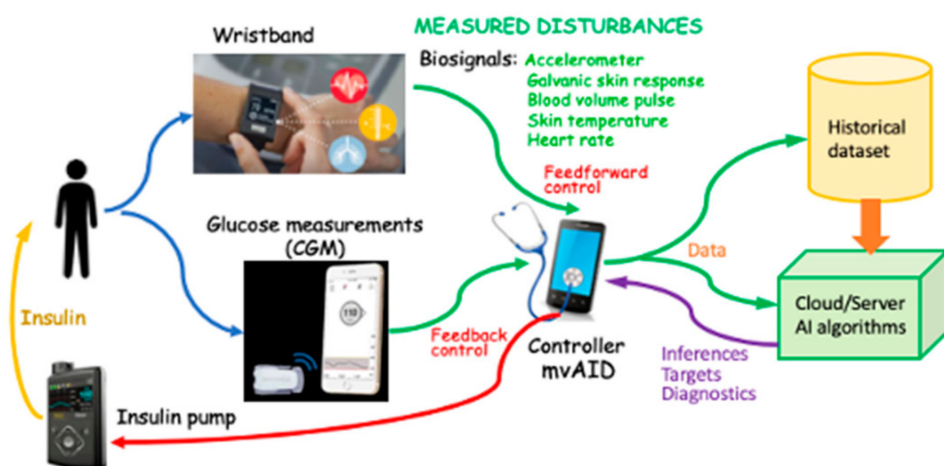 MEASURED DISTURBANCES
Wristband
Biosignals: Accelerometer
Galvanic skin response
Blood volume pulse
Skin temperature
Heart rate
Historical
dataset
Feedforward
control
Glucose measurements
(CGM)
110
Data
Insulin
Feedback
control
Controller
mvAID
Cloud/Server
AI algorithms
Inferences
Targets
Diagnostics
Insulin pump